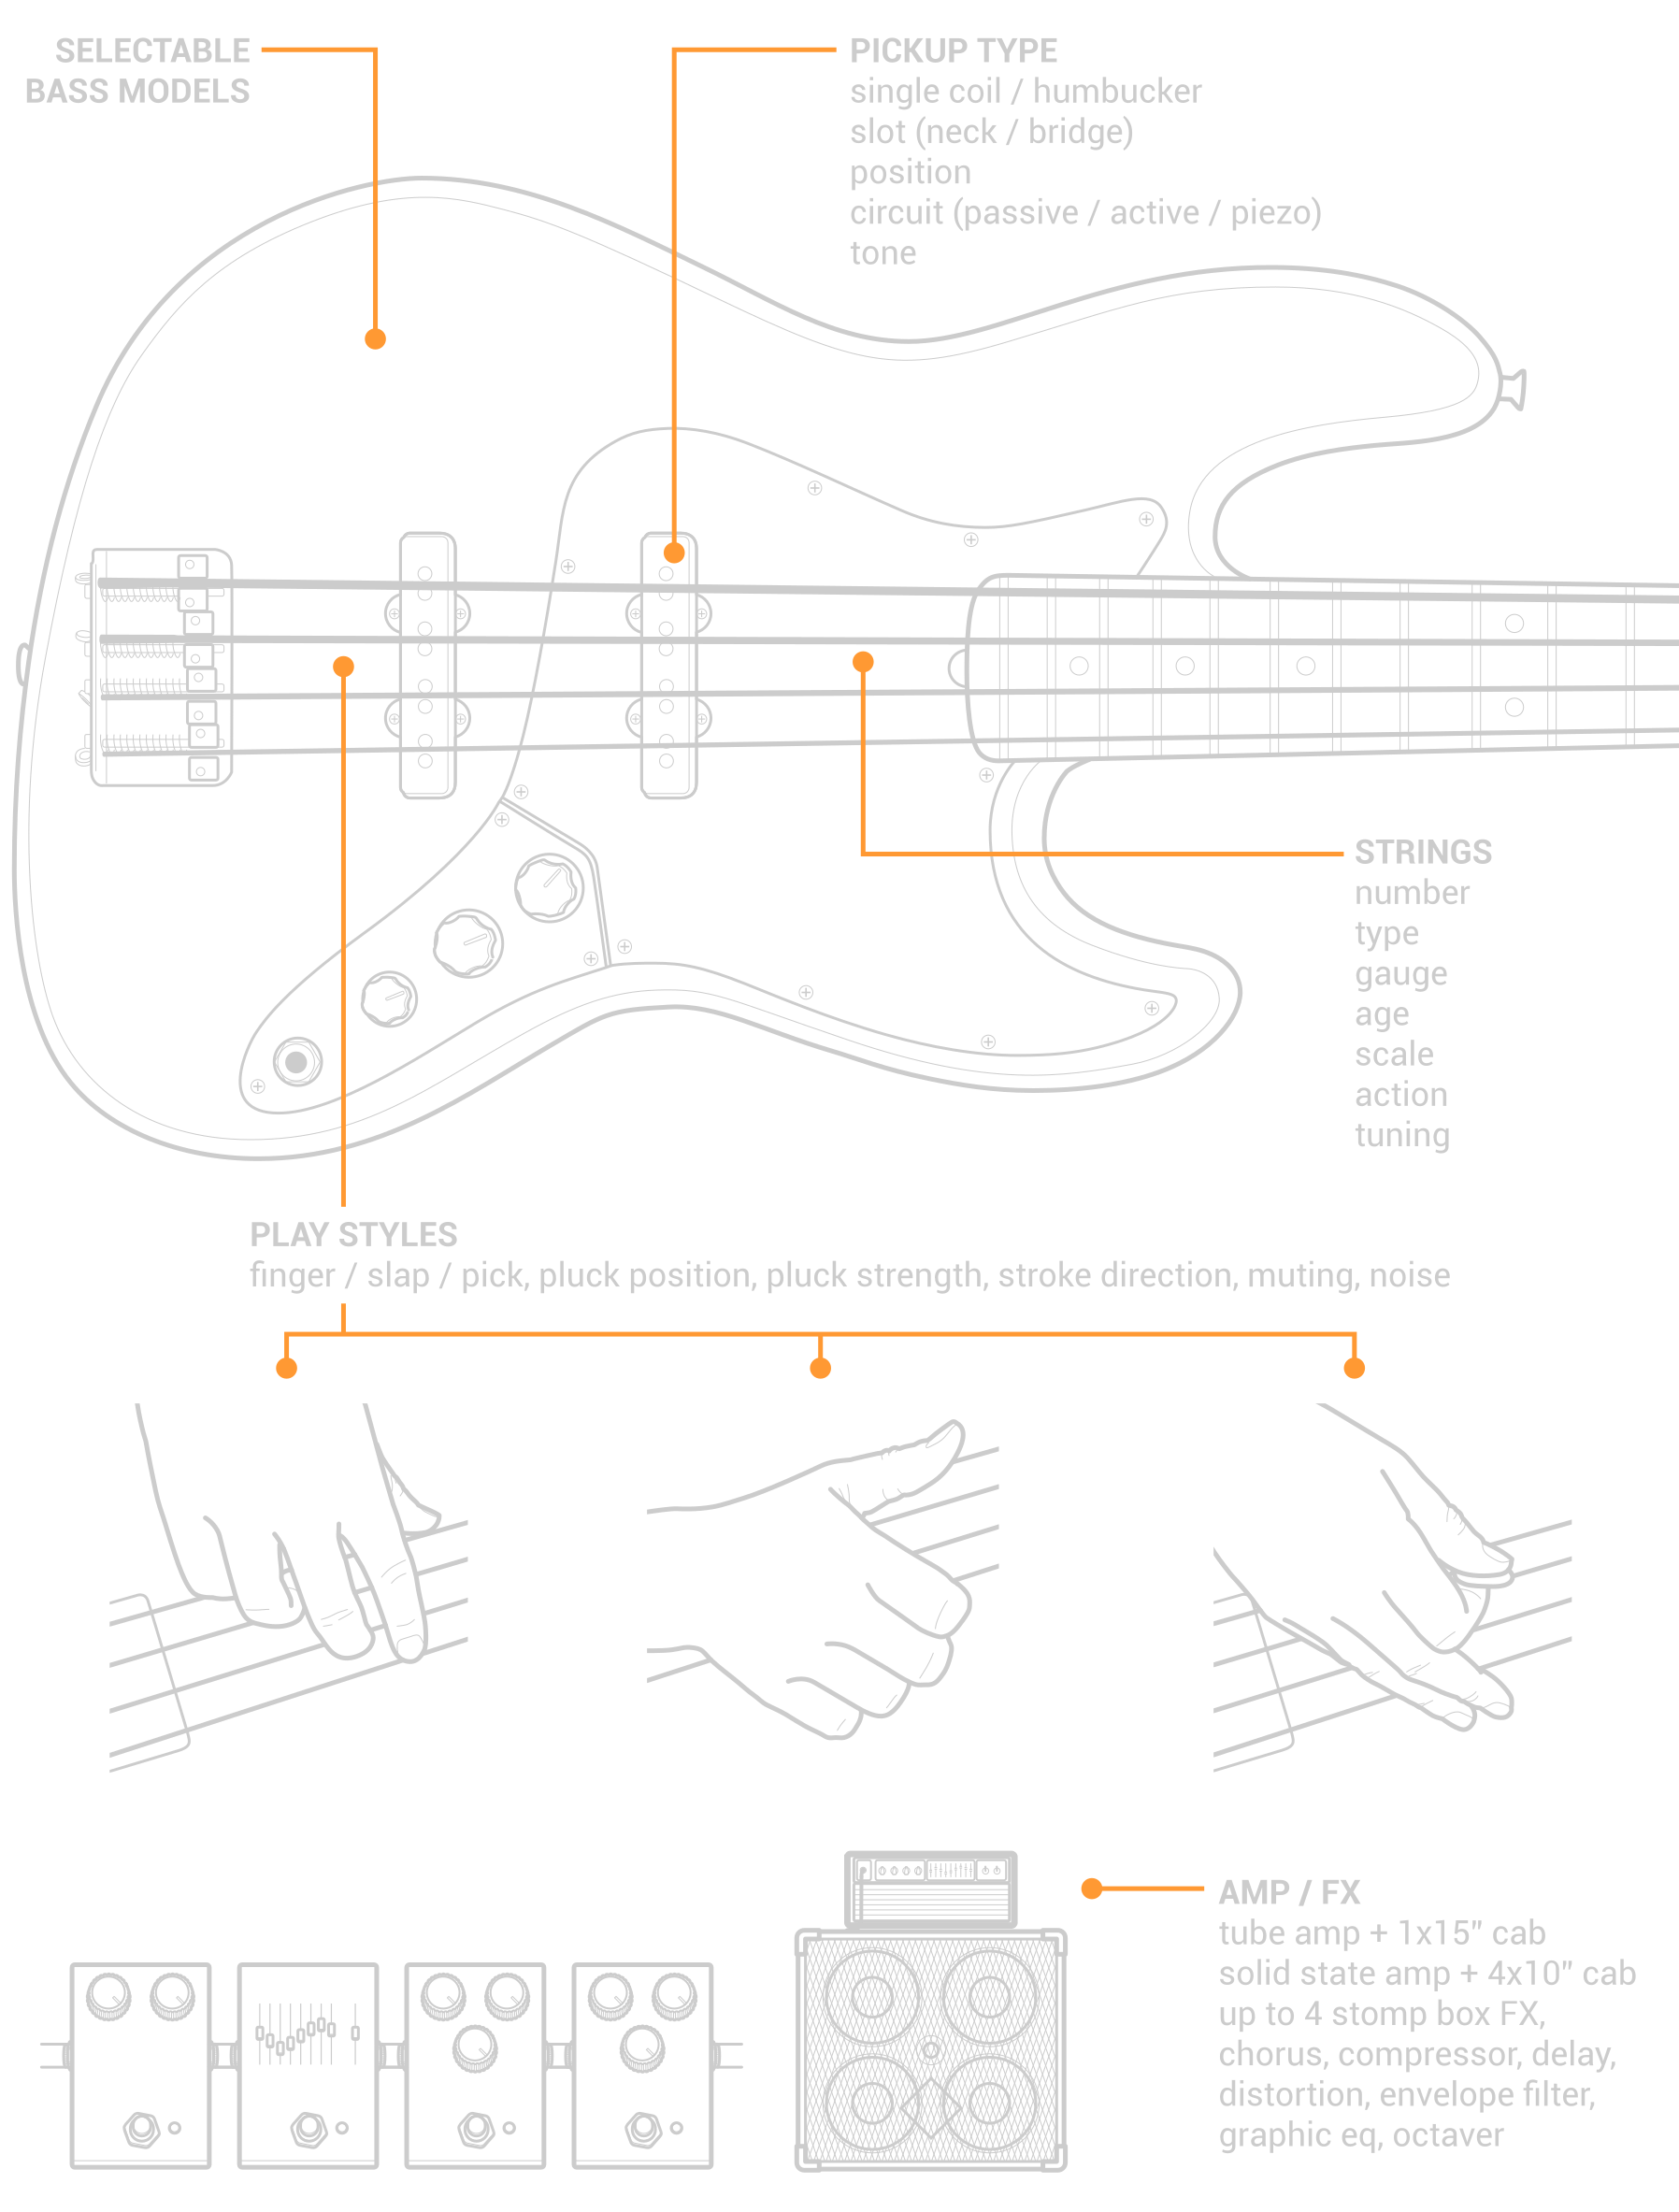 SELECTABLE
BASS MODELS
PICKUP TYPE
single coil / humbucker
slot (neck / bridge)
position
circuit (passive / active / piezo)
tone
STRINGS
number
type
gauge
age
scale
action
tuning
PLAY STYLES
finger / slap / pick, pluck position, pluck strength, stroke direction, muting, noise
AMP / FX
tube amp + 1x15" cab
solid state amp + 4x10" cab
up to 4 stomp box FX,
chorus, compressor, delay,
distortion, envelope filter,
graphic eq, octaver